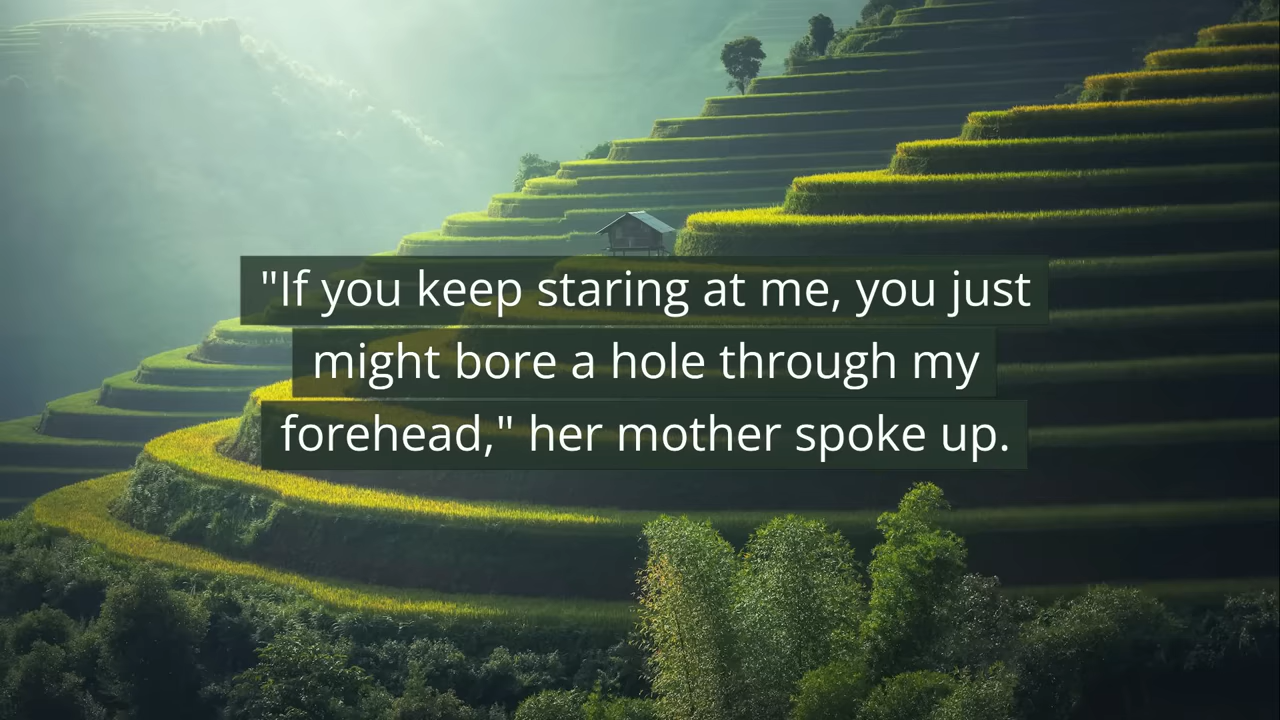 "If you keep staring at me, you just
might bore a hole through my
forehead," her mother spoke up.